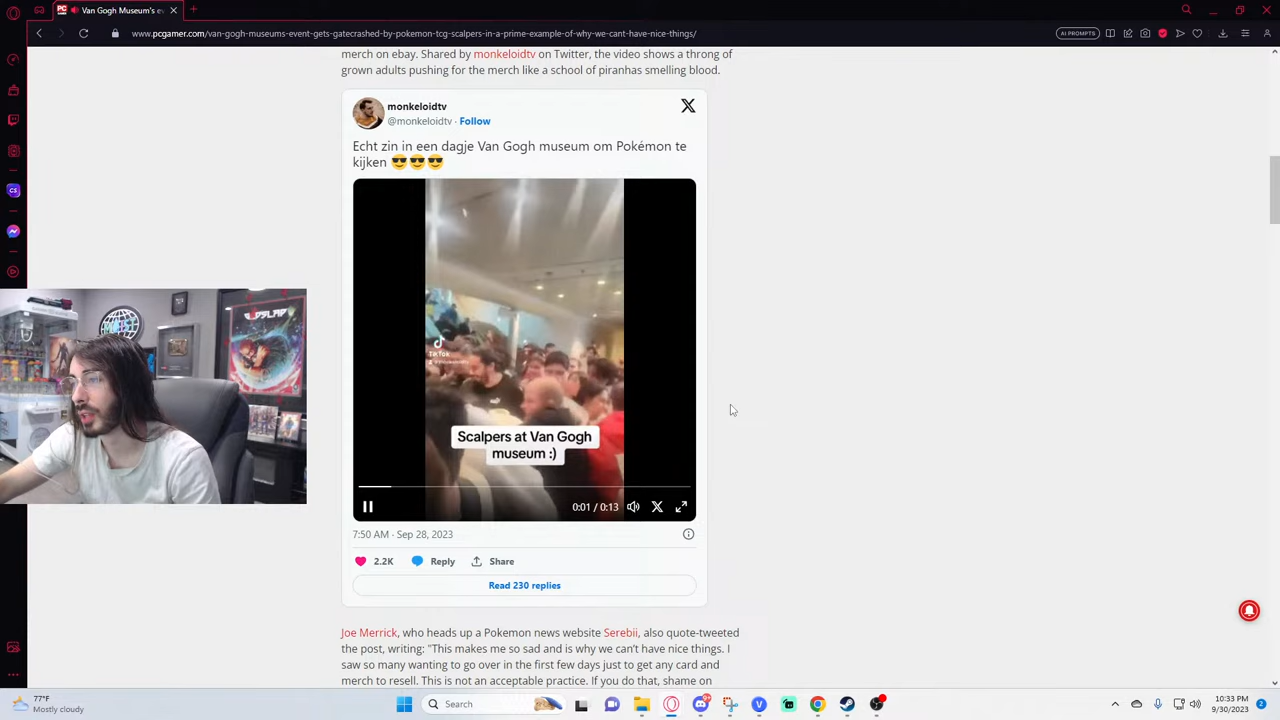 Van Gogh Museum's ev
www.pcgamer.com/van-gogh-museums-event-gets-gatecrashed-by-pokemon-tcg-scalpers-in-a-prime-example-of-why-we-cant-have-nice-things/
AI PROMPTS
merch on ebay. Shared by monkeloidtv on Twitter, the video shows a throng of
grown adults pushing for the merch like a school of piranhas smelling blood.
monkeloidtv
@monkeloidtv · Follow
Echt zin in een dagje Van Gogh museum om Pokémon te
kijken 😎😎😎
TikTok
Scalpers at Van Gogh
museum :)
0:01 / 0:13
7:50 AM · Sep 28, 2023
2.2K Reply Share
Read 230 replies
Joe Merrick, who heads up a Pokemon news website Serebii, also quote-tweeted
the post, writing: "This makes me so sad and is why we can't have nice things. I
saw so many wanting to go over in the first few days just to get any card and
merch to resell. This is not an acceptable practice. If you do that, shame on
GODSLAP
77°F
Mostly cloudy
Search
10:33 PM
9/30/2023